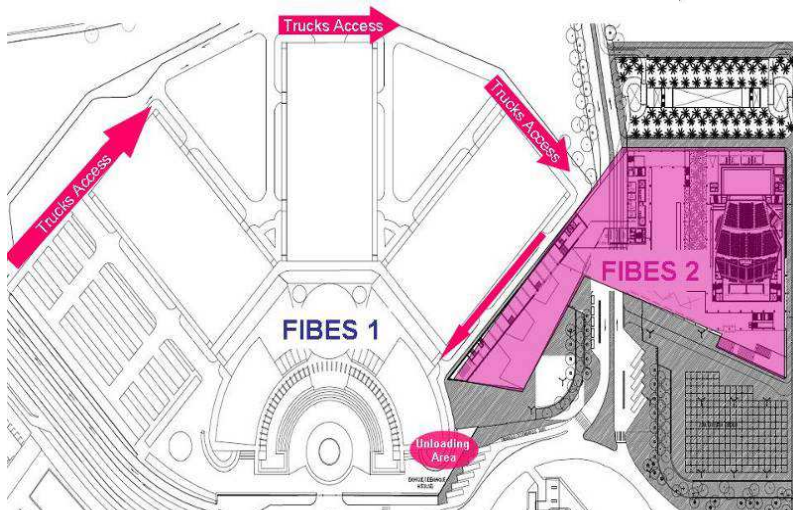 Trucks Access
Trucks Access
Trucks Access
FIBES 2
FIBES 1
Unloading
Area